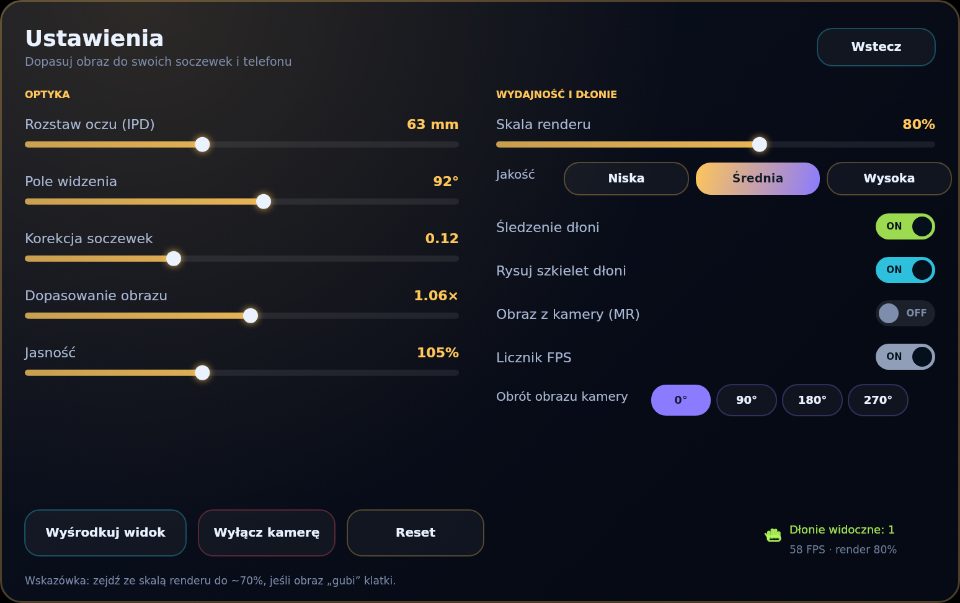 Ustawienia
Dopasuj obraz do swoich soczewek i telefonu
Wstecz
OPTYKA
Rozstaw oczu (IPD) 63 mm
Pole widzenia 92°
Korekcja soczewek 0.12
Dopasowanie obrazu 1.06×
Jasność 105%
WYDAJNOŚĆ I DŁONIE
Skala renderu 80%
Jakość Niska Średnia Wysoka
Śledzenie dłoni ON
Rysuj szkielet dłoni ON
Obraz z kamery (MR) OFF
Licznik FPS ON
Obrót obrazu kamery 0° 90° 180° 270°
Wyśrodkuj widok Wyłącz kamerę Reset
Dłonie widoczne: 1
58 FPS · render 80%
Wskazówka: zejdź ze skalą renderu do ~70%, jeśli obraz „gubi” klatki.